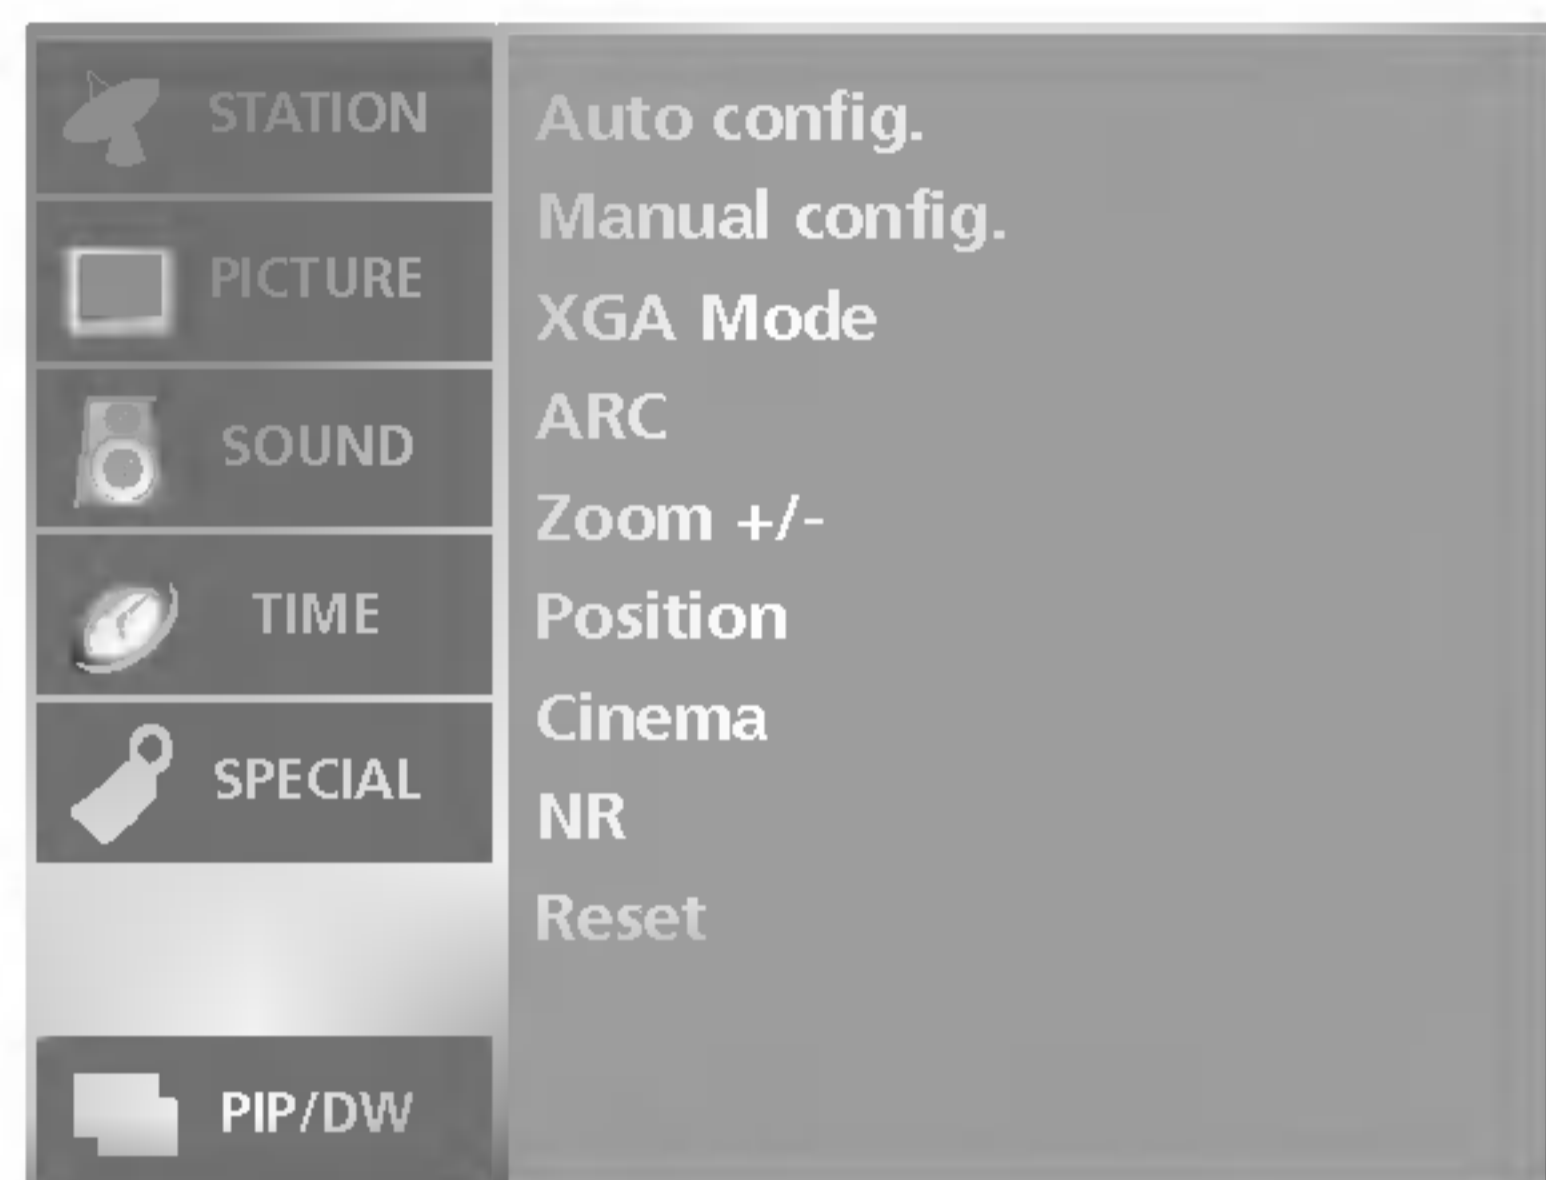 STATION
PICTURE
SOUND
TIME
SPECIAL
PIP/DW
Auto config.
Manual config.
XGA Mode
ARC
Zoom +/-
Position
Cinema
NR
Reset